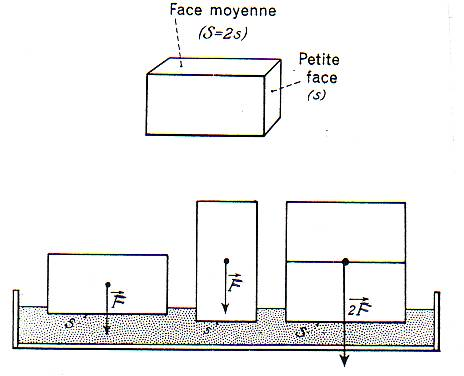 Face moyenne
(S=2s)
Petite
face
(s)
F
F
2F
S
s
S